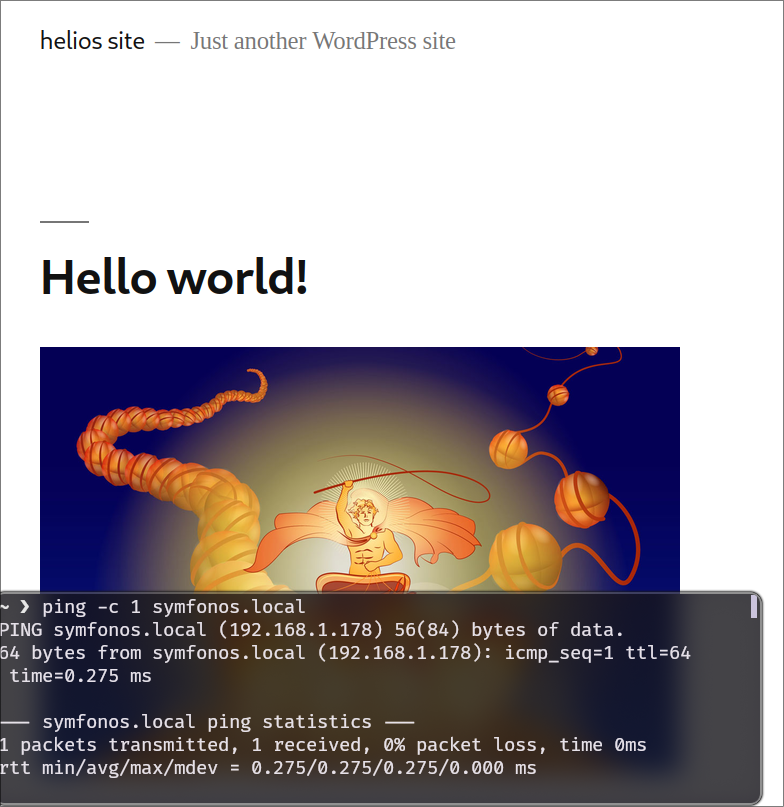 helios site — Just another WordPress site
Hello world!
~ ❯ ping -c 1 symfonos.local
PING symfonos.local (192.168.1.178) 56(84) bytes of data.
64 bytes from symfonos.local (192.168.1.178): icmp_seq=1 ttl=64
time=0.275 ms
--- symfonos.local ping statistics ---
1 packets transmitted, 1 received, 0% packet loss, time 0ms
rtt min/avg/max/mdev = 0.275/0.275/0.275/0.000 ms